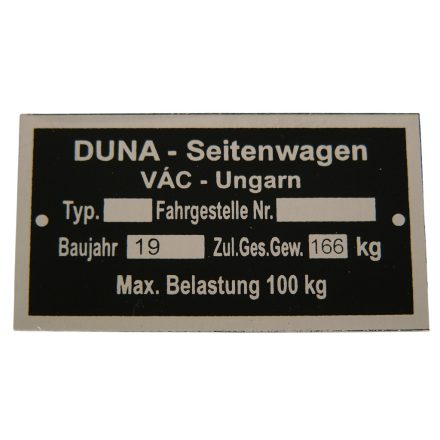 DUNA - Seitenwagen
VÁC - Ungarn
Typ. Fahrgestelle Nr.
Baujahr 19 Zul.Ges.Gew. 166 kg
Max. Belastung 100 kg